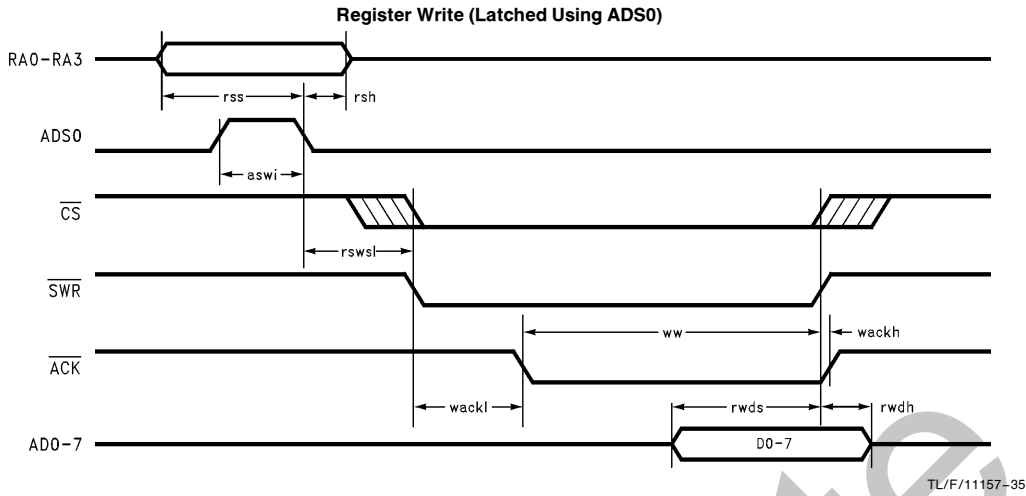 Register Write (Latched Using ADS0)
RA0–RA3
rss
rsh
ADS0
aswi
CS
rswsl
SWR
ww
wackh
ACK
wackl
rwds
rwdh
AD0-7
D0-7
TL/F/11157–35